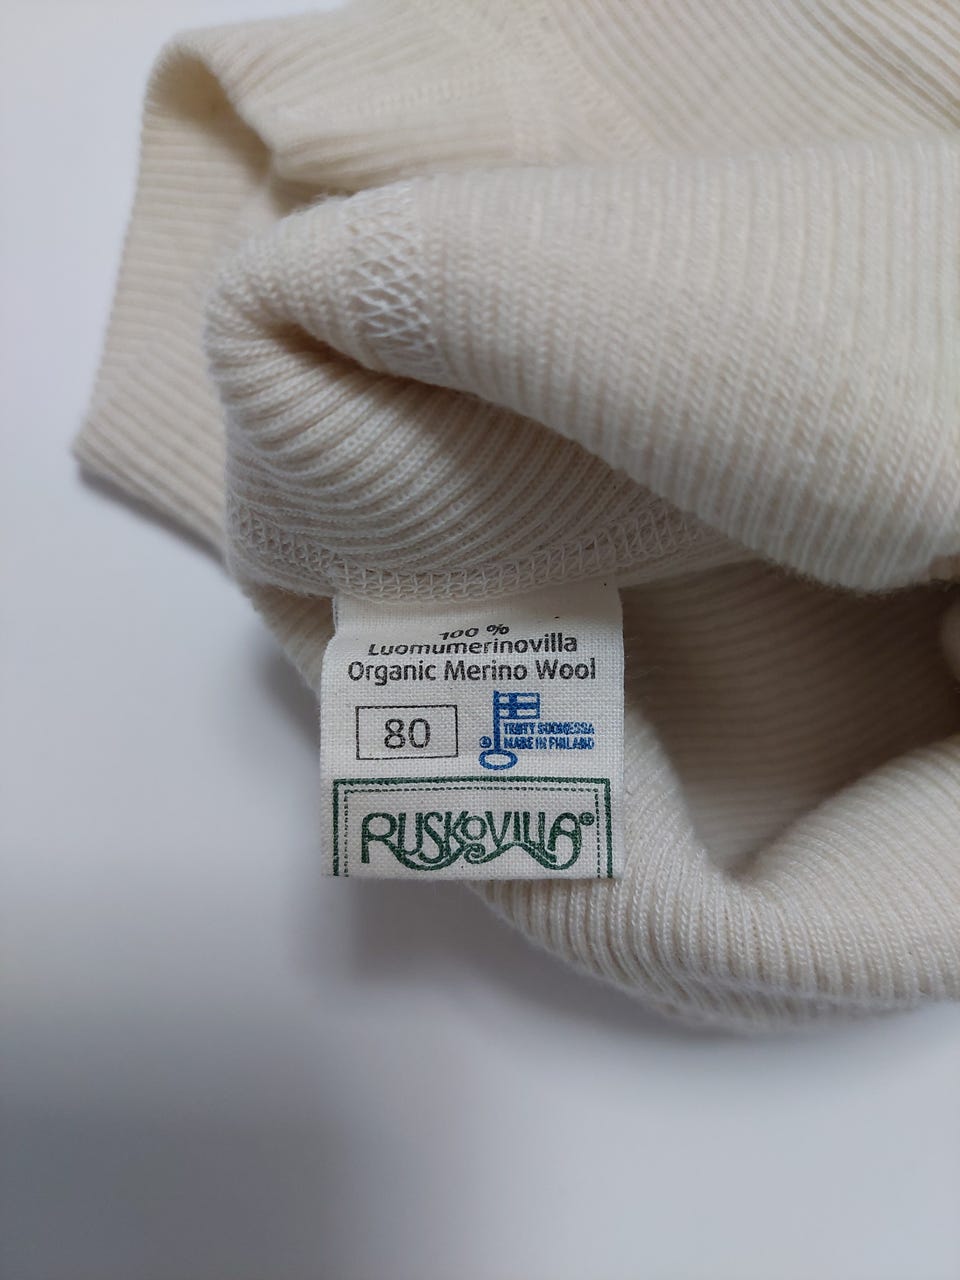 100 %
Luomumerinovilla
Organic Merino Wool
80
TEHTY SUOMESSA
MADE IN FINLAND
RUSKOVILLA®